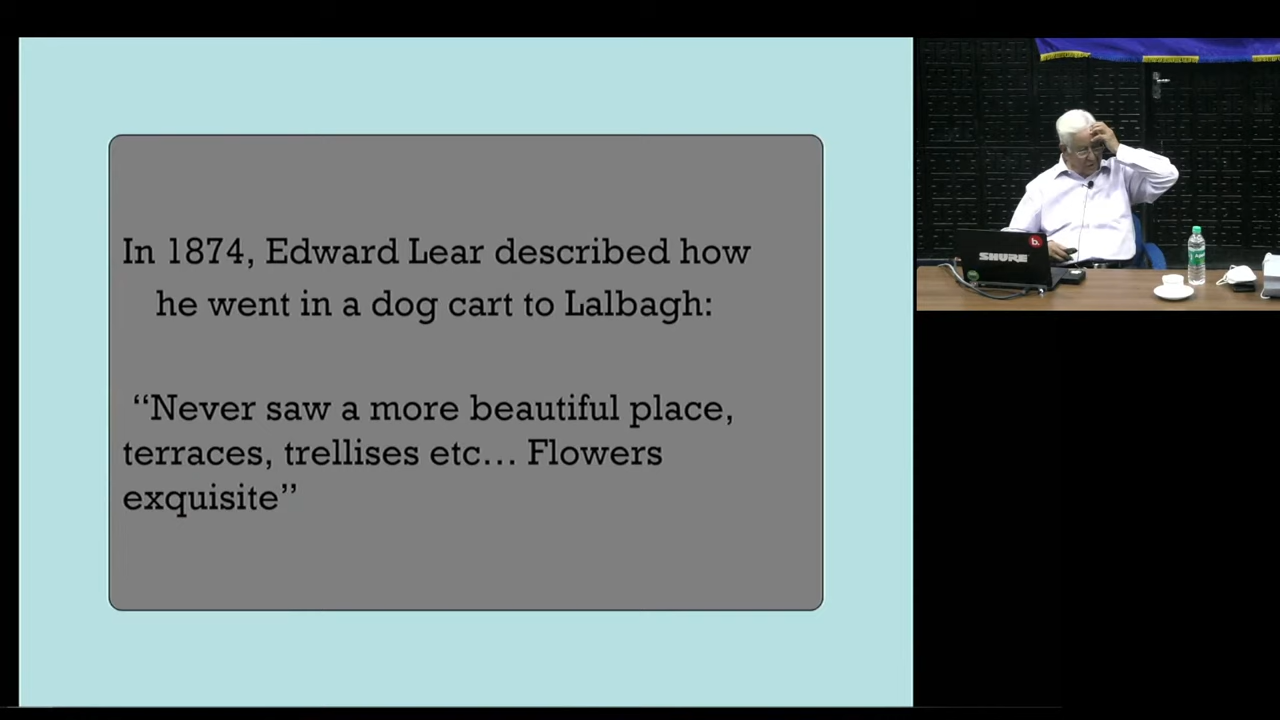 In 1874, Edward Lear described how
he went in a dog cart to Lalbagh:
“Never saw a more beautiful place,
terraces, trellises etc… Flowers
exquisite”
SHURE
b.